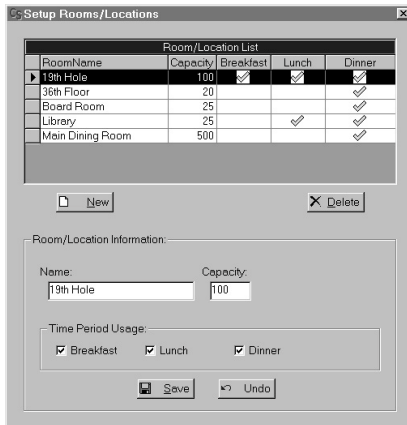 Setup Rooms/Locations
Room/Location List
RoomName Capacity Breakfast Lunch Dinner
19th Hole 100
36th Floor 20
Board Room 25
Library 25
Main Dining Room 500
New Delete
Room/Location Information:
Name: Capacity:
19th Hole 100
Time Period Usage:
Breakfast Lunch Dinner
Save Undo